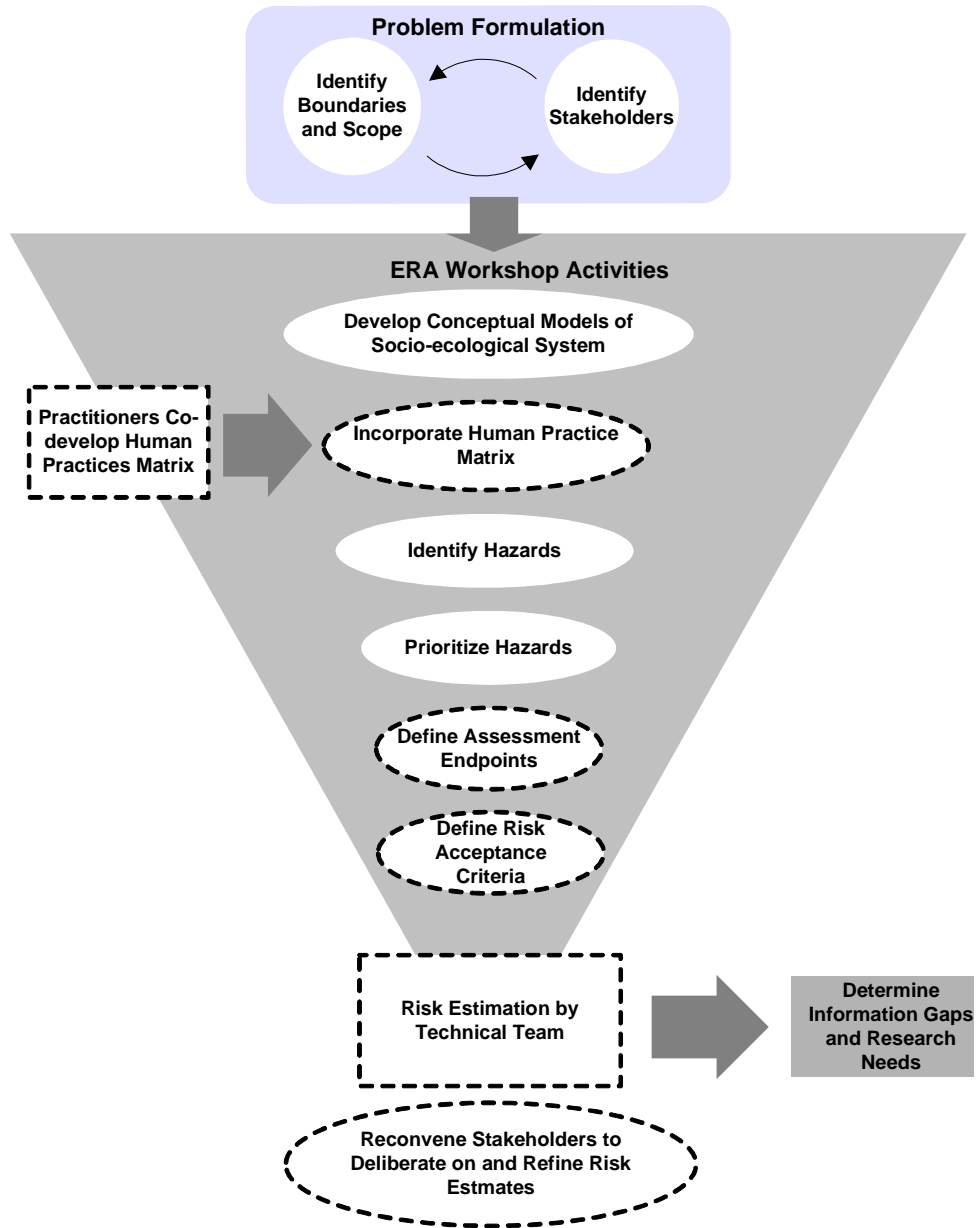 Problem Formulation
Identify
Boundaries
and Scope
Identify
Stakeholders
ERA Workshop Activities
Develop Conceptual Models of
Socio-ecological System
Practitioners Co-
develop Human
Practices Matrix
Incorporate Human Practice
Matrix
Identify Hazards
Prioritize Hazards
Define Assessment
Endpoints
Define Risk
Acceptance
Criteria
Risk Estimation by
Technical Team
Determine
Information Gaps
and Research
Needs
Reconvene Stakeholders to
Deliberate on and Refine Risk
Estmates